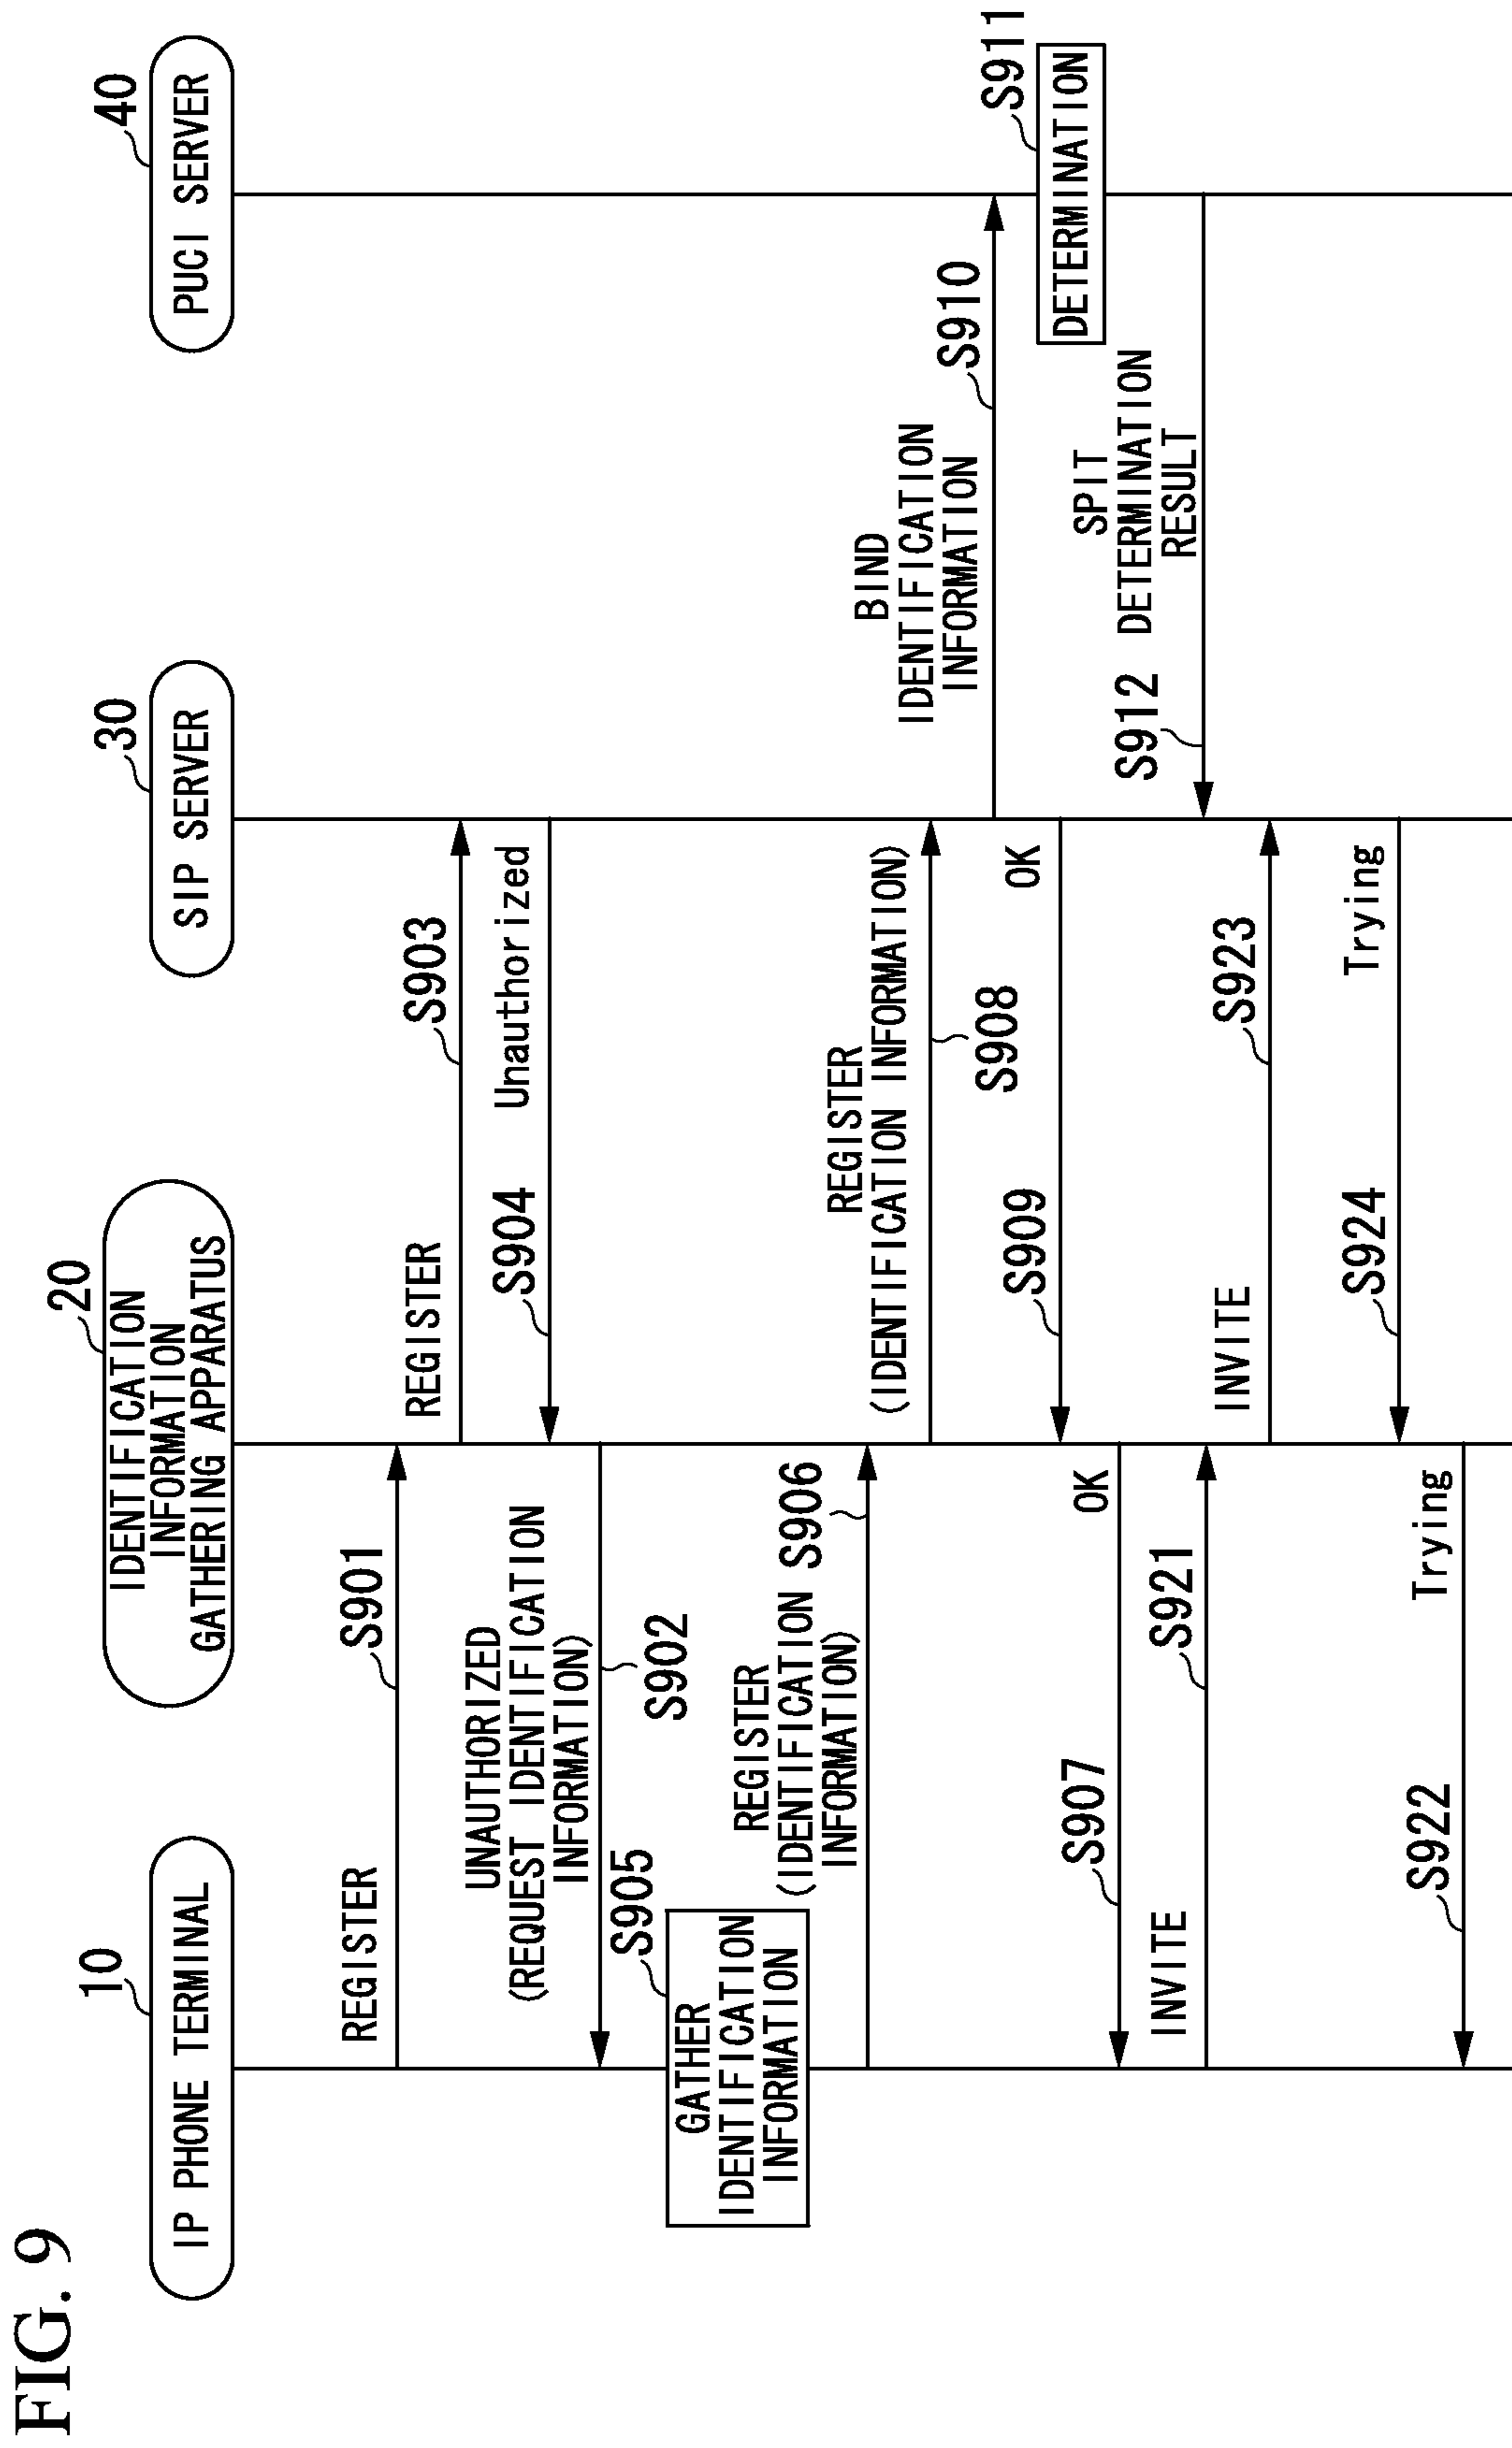 FIG. 9
10
IP PHONE TERMINAL
20
IDENTIFICATION
INFORMATION
GATHERING APPARATUS
30
SIP SERVER
40
PUCI SERVER
REGISTER
S901
REGISTER
S903
S904
Unauthorized
UNAUTHORIZED
(REQUEST IDENTIFICATION
INFORMATION)
S902
S905
GATHER
IDENTIFICATION
INFORMATION
REGISTER
(IDENTIFICATION
INFORMATION)
S906
REGISTER
(IDENTIFICATION INFORMATION)
S908
BIND
IDENTIFICATION
INFORMATION
S910
S911
DETERMINATION
S909
OK
S907
OK
SPIT
DETERMINATION
RESULT
S912
INVITE
S921
INVITE
S923
S924
Trying
S922
Trying